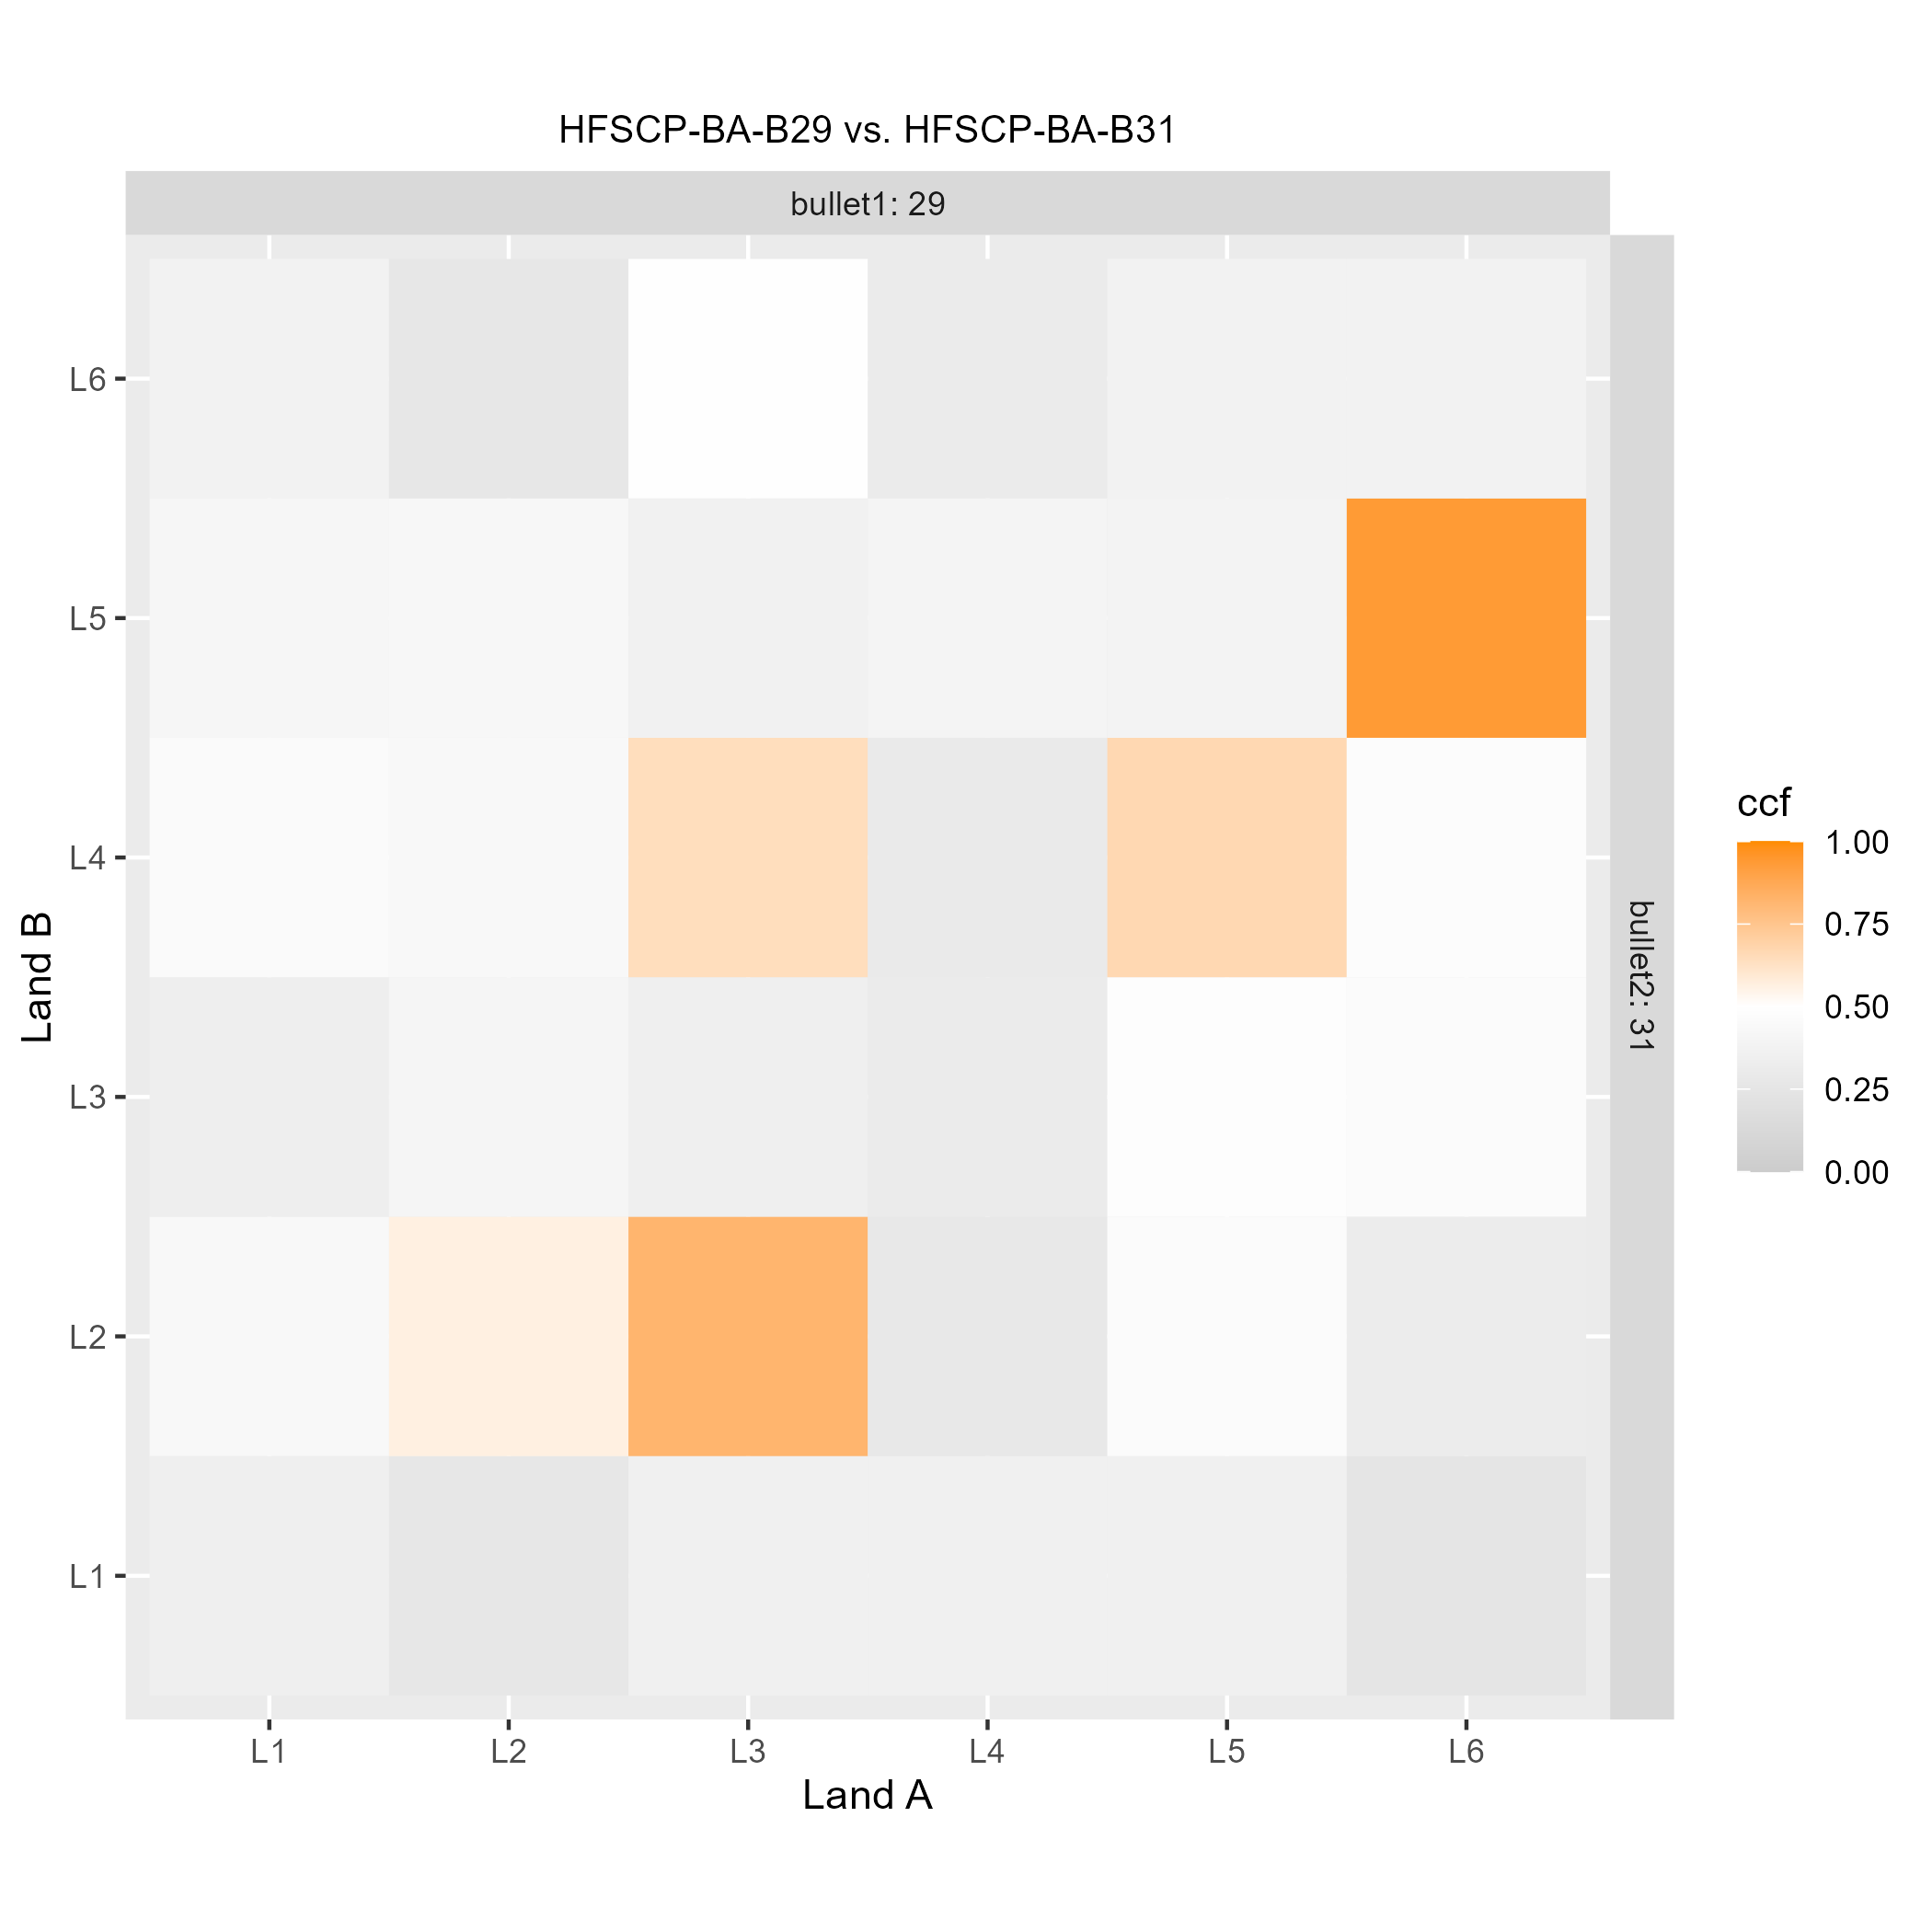 HFSCP-BA-B29 vs. HFSCP-BA-B31
bullet1: 29
L6
L5
L4
L3
L2
L1
Land B
bullet2: 31
L1 L2 L3 L4 L5 L6
Land A
ccf
1.00
0.75
0.50
0.25
0.00